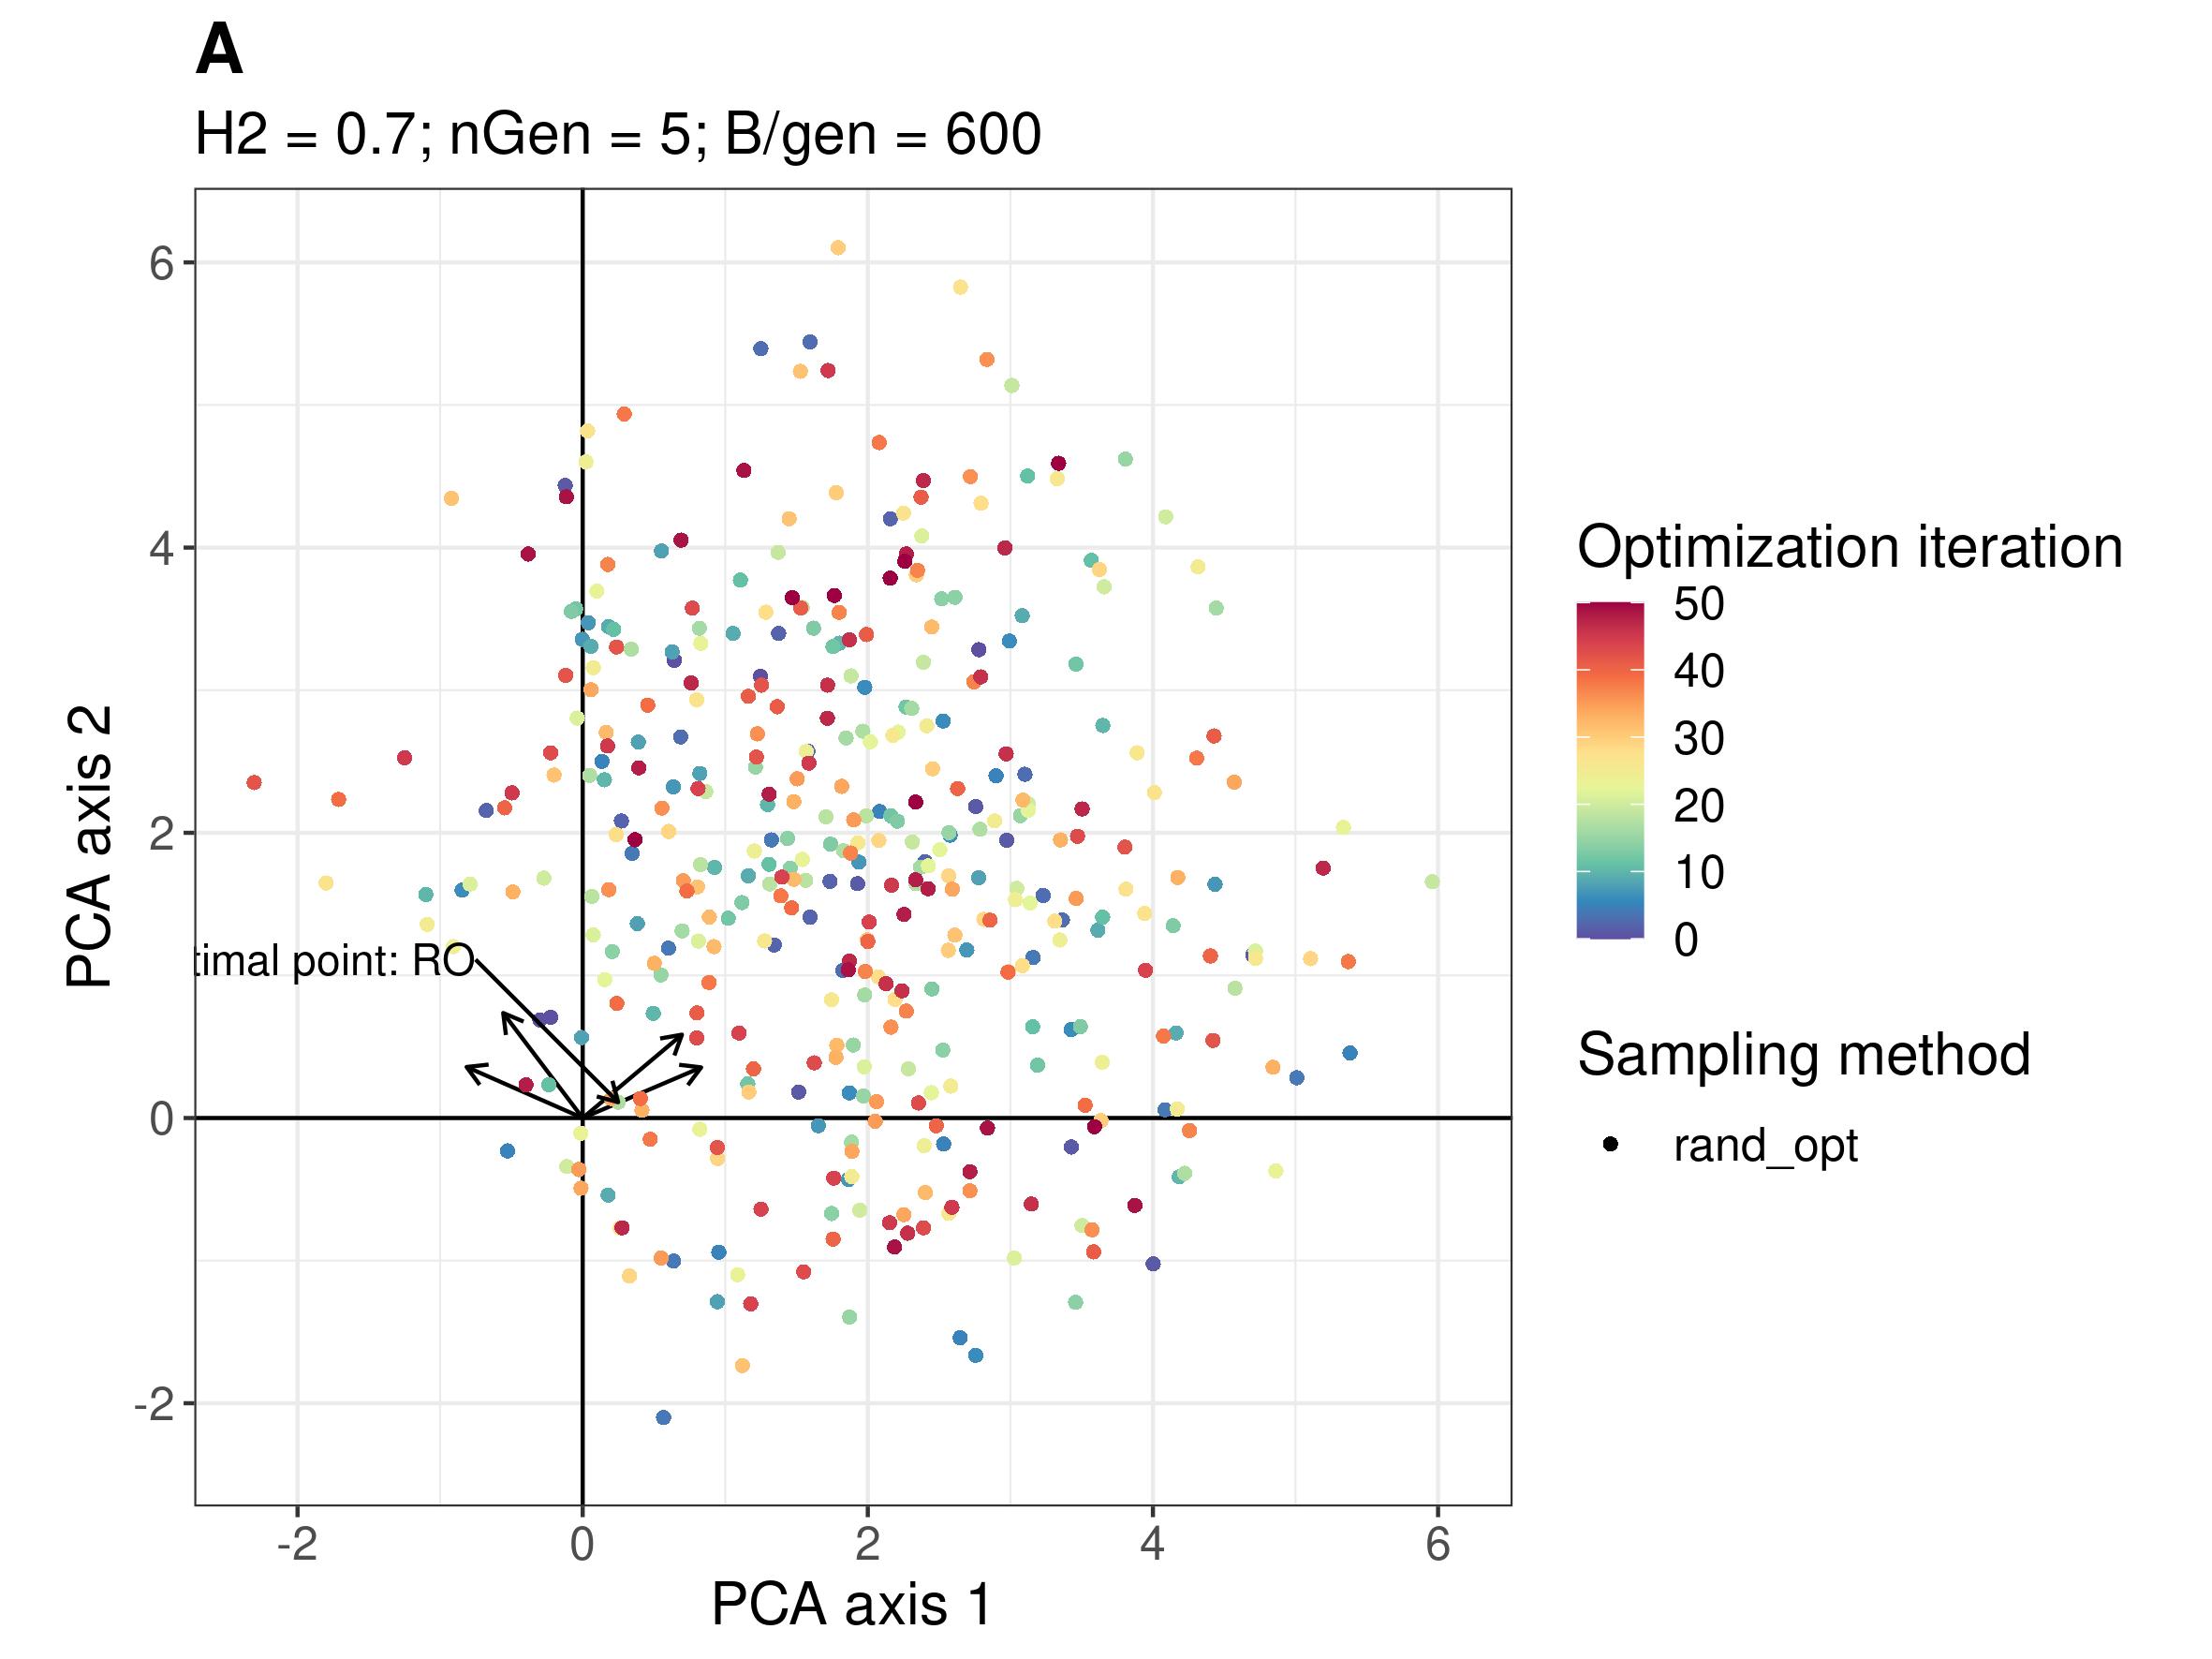 A
H2 = 0.7; nGen = 5; B/gen = 600
6
4
2
0
-2
PCA axis 2
timal point: RO
-2
0
2
4
6
PCA axis 1
Optimization iteration
50
40
30
20
10
0
Sampling method
rand_opt